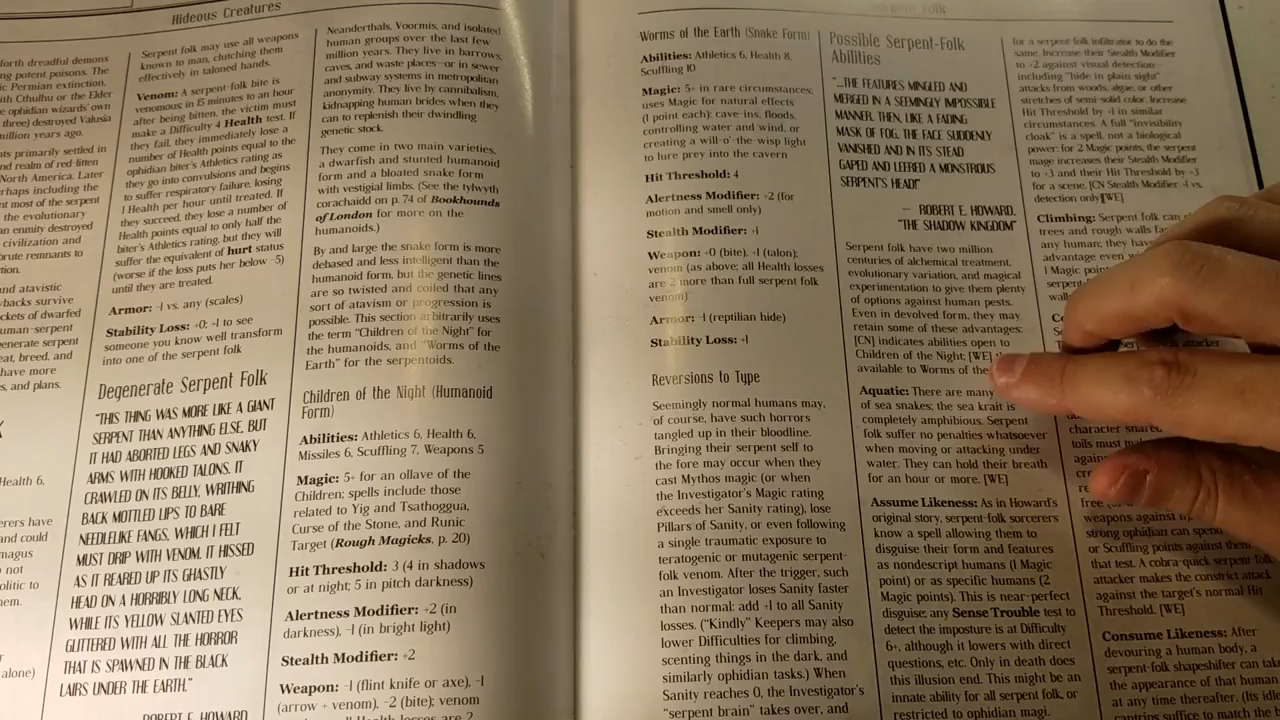 Hideous Creatures
forth dreadful demons
ng potent poisons. The
ic Permian extinction,
ith Cthulhu or the Elder
e ophidian wizards' own
three) destroyed Valusia
million years ago.
nts primarily settled in
nd realm of red-litten
North America. Later
rhaps including the
t most of the serpent
the evolutionary
an enmity destroyed
civilization and
brute remnants to
tion.
and atavistic
wbacks survive
ckets of dwarfed
uman-serpent
enerate serpent
eat, breed, and
have more
s, and plans.
Health 6,
erers have
and could
magus
not
olitic to
hem.
alone)
Serpent folk may use all weapons
known to man, clutching them
effectively in taloned hands.
Venom: A serpent-folk bite is
venomous in 15 minutes to an hour
after being bitten, the victim must
make a Difficulty 4 Health test. If
they fail, they immediately lose a
number of Health points equal to the
ophidian biter's Athletics rating as
they go into convulsions and begins
to suffer respiratory failure, losing
1 Health per hour until treated. If
they succeed, they lose a number of
Health points equal to only half the
biter's Athletics rating, but they will
suffer the equivalent of hurt status
(worse if the loss puts her below -5)
until they are treated.
Armor: -1 vs. any (scales)
Stability Loss: +0; +1 to see
someone you know well transform
into one of the serpent folk
Degenerate Serpent Folk
"THIS THING WAS MORE LIKE A GIANT
SERPENT THAN ANYTHING ELSE, BUT
IT HAD ABORTED LEGS AND SNAKY
ARMS WITH HOOKED TALONS. IT
CRAWLED ON ITS BELLY, WRITHING
BACK MOTTLED LIPS TO BARE
NEEDLELIKE FANGS, WHICH I FELT
MUST DRIP WITH VENOM. IT HISSED
AS IT REARED UP ITS GHASTLY
HEAD ON A HORRIBLY LONG NECK,
WHILE ITS YELLOW SLANTED EYES
GLITTERED WITH ALL THE HORROR
THAT IS SPAWNED IN THE BLACK
LAIRS UNDER THE EARTH."
ROBERT E. HOWARD
Neanderthals, Voormis, and isolated
human groups over the last few
million years. They live in barrows,
caves, and waste places—or in sewer
and subway systems in metropolitan
anonymity. They live by cannibalism,
kidnapping human brides when they
can to replenish their dwindling
genetic stock.
They come in two main varieties,
a dwarfish and stunted humanoid
form and a bloated snake form
with vestigial limbs. (See the tylwyth
corachaidd on p. 74 of Bookhounds
of London for more on the
humanoids.)
By and large the snake form is more
debased and less intelligent than the
humanoid form, but the genetic lines
are so twisted and coiled that any
sort of atavism or progression is
possible. This section arbitrarily uses
the term "Children of the Night" for
the humanoids, and "Worms of the
Earth" for the serpentoids.
Children of the Night (Humanoid
Form)
Abilities: Athletics 6, Health 6,
Missiles 6, Scuffling 7, Weapons 5
Magic: 5+ for an ollave of the
Children; spells include those
related to Yig and Tsathoggua,
Curse of the Stone, and Runic
Target (Rough Magicks, p. 20)
Hit Threshold: 3 (4 in shadows
or at night; 5 in pitch darkness)
Alertness Modifier: +2 (in
darkness), -1 (in bright light)
Stealth Modifier: +2
Weapon: -1 (flint knife or axe), -1
(arrow + venom), -2 (bite); venom
Health losses are 2
Worms of the Earth (Snake Form)
Abilities: Athletics 6, Health 8,
Scuffling 10
Magic: 5+ in rare circumstances;
uses Magic for natural effects
(1 point each): cave-ins, floods,
controlling water and wind, or
creating a will-o'-the-wisp light
to lure prey into the cavern
Hit Threshold: 4
Alertness Modifier: +2 (for
motion and smell only)
Stealth Modifier: +1
Weapon: +0 (bite), +1 (talon);
venom (as above; all Health losses
are 2 more than full serpent folk
venom)
Armor: -1 (reptilian hide)
Stability Loss: +1
Reversions to Type
Seemingly normal humans may,
of course, have such horrors
tangled up in their bloodline.
Bringing their serpent self to
the fore may occur when they
cast Mythos magic (or when
the Investigator's Magic rating
exceeds her Sanity rating), lose
Pillars of Sanity, or even following
a single traumatic exposure to
teratogenic or mutagenic serpent-
folk venom. After the trigger, such
an Investigator loses Sanity faster
than normal: add +1 to all Sanity
losses. ("Kindly" Keepers may also
lower Difficulties for climbing,
scenting things in the dark, and
similarly ophidian tasks.) When
Sanity reaches 0, the Investigator's
"serpent brain" takes over, and
Possible Serpent-Folk
Abilities
"...THE FEATURES MINGLED AND
MERGED IN A SEEMINGLY IMPOSSIBLE
MANNER. THEN, LIKE A FADING
MASK OF FOG, THE FACE SUDDENLY
VANISHED AND IN ITS STEAD
GAPED AND LEERED A MONSTROUS
SERPENT'S HEAD!"
— ROBERT E. HOWARD,
"THE SHADOW KINGDOM"
Serpent folk have two million
centuries of alchemical treatment,
evolutionary variation, and magical
experimentation to give them plenty
of options against human pests.
Even in devolved form, they may
retain some of these advantages:
[CN] indicates abilities open to
Children of the Night; [WE]
available to Worms of the
Aquatic: There are many
of sea snakes; the sea krait is
completely amphibious. Serpent
folk suffer no penalties whatsoever
when moving or attacking under
water. They can hold their breath
for an hour or more. [WE]
Assume Likeness: As in Howard's
original story, serpent-folk sorcerers
know a spell allowing them to
disguise their form and features
as nondescript humans (1 Magic
point) or as specific humans (2
Magic points). This is near-perfect
disguise; any Sense Trouble test to
detect the imposture is at Difficulty
6+, although it lowers with direct
questions, etc. Only in death does
this illusion end. This might be an
innate ability for all serpent folk, or
restricted to ophidian magi.
for a serpent-folk infiltrator to do the
same. Increase their Stealth Modifier
to +2 against visual detection—
including "hide in plain sight"
attacks from woods, algae, or other
stretches of semi-solid color. Increase
Hit Threshold by +1 in similar
circumstances. A full "invisibility
cloak" is a spell, not a biological
power: for 2 Magic points, the serpent
mage increases their Stealth Modifier
to +3 and their Hit Threshold by +3
for a scene. [CN Stealth Modifier +1 vs.
detection only][WE]
Climbing: Serpent folk can
trees and rough walls
any human; they have
advantage even
1 Magic point
serpent
attacker
character snared
coils must
again
free
weapons against
strong ophidian can spend
or Scuffling points against
that test. A cobra-quick serpent folk
attacker makes the constrict attack
against the target's normal Hit
Threshold. [WE]
Consume Likeness: After
devouring a human body, a
serpent-folk shapeshifter can take
the appearance of that human
at any time thereafter. (Its
suffice to match the